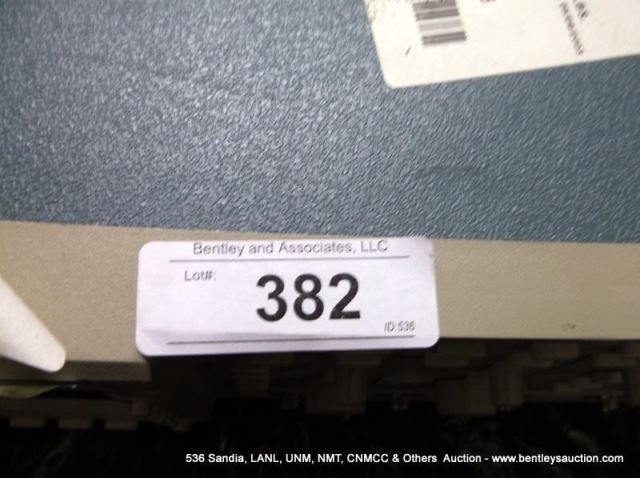 Bentley and Associates, LLC
Lot#:
382
ID:536
536 Sandia, LANL, UNM, NMT, CNMCC & Others Auction - www.bentleysauction.com